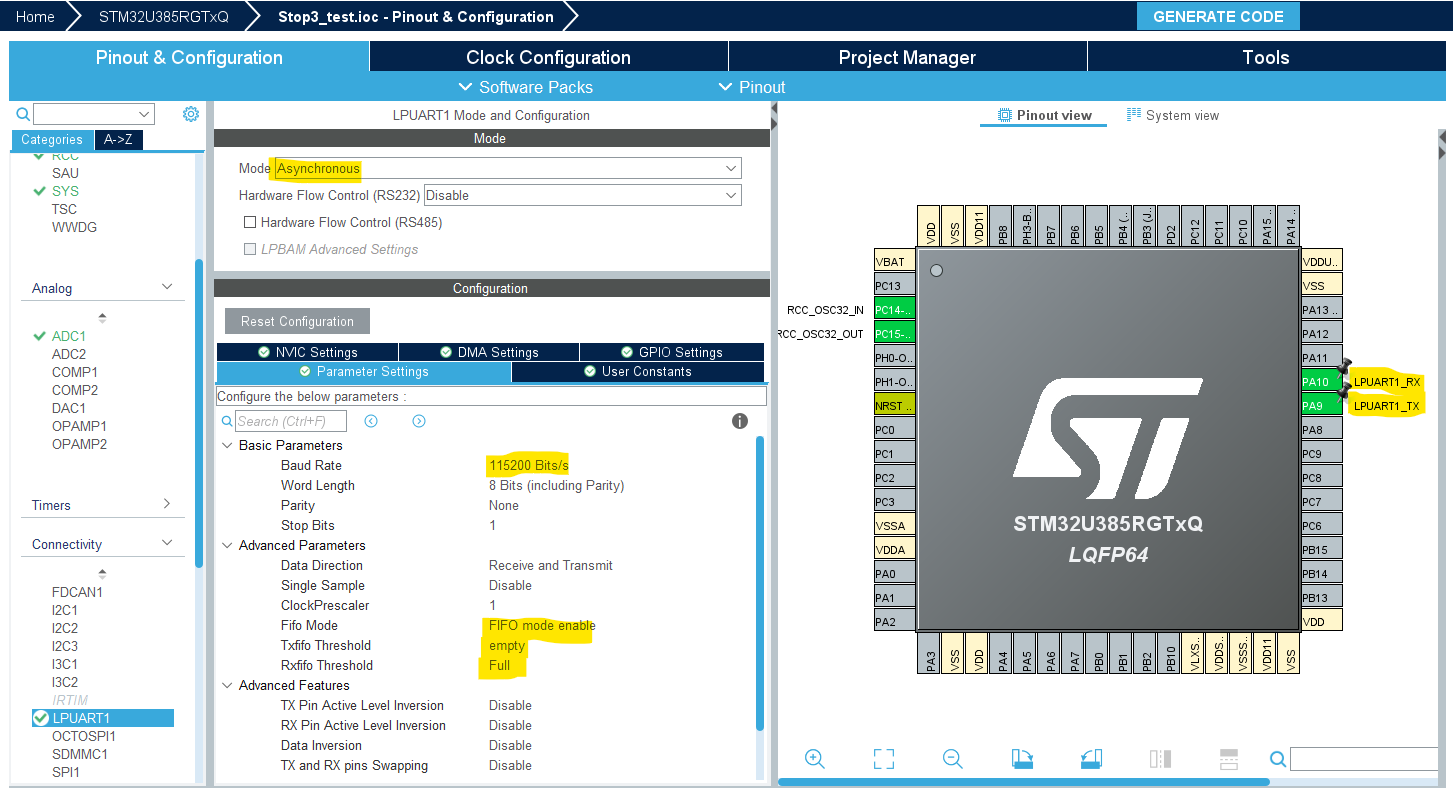 Home
STM32U385RGTxQ
Stop3_test.ioc - Pinout & Configuration
GENERATE CODE
Pinout & Configuration
Clock Configuration
Project Manager
Tools
Software Packs
Pinout
Categories
A->Z
RCC
SAU
SYS
TSC
WWDG
Analog
ADC1
ADC2
COMP1
COMP2
DAC1
OPAMP1
OPAMP2
Timers
Connectivity
FDCAN1
I2C1
I2C2
I2C3
I3C1
I3C2
IRTIM
LPUART1
OCTOSPI1
SDMMC1
SPI1
LPUART1 Mode and Configuration
Mode
Mode Asynchronous
Hardware Flow Control (RS232) Disable
Hardware Flow Control (RS485)
LPBAM Advanced Settings
Configuration
Reset Configuration
NVIC Settings
DMA Settings
GPIO Settings
Parameter Settings
User Constants
Configure the below parameters :
Search (Ctrl+F)
Basic Parameters
Baud Rate 115200 Bits/s
Word Length 8 Bits (including Parity)
Parity None
Stop Bits 1
Advanced Parameters
Data Direction Receive and Transmit
Single Sample Disable
ClockPrescaler 1
Fifo Mode FIFO mode enable
Txfifo Threshold empty
Rxfifo Threshold Full
Advanced Features
TX Pin Active Level Inversion Disable
RX Pin Active Level Inversion Disable
Data Inversion Disable
TX and RX pins Swapping Disable
Pinout view
System view
VDD
VSS
VDD11
PB8
PH3-B..
PB7
PB6
PB5
PB4 (..
PB3 (J..
PD2
PC12
PC11
PC10
PA15 ..
PA14 ..
VBAT
PC13
RCC_OSC32_IN PC14-..
RCC_OSC32_OUT PC15-..
PH0-O..
PH1-O..
NRST ..
PC0
PC1
PC2
PC3
VSSA
VDDA
PA0
PA1
PA2
STM32U385RGTxQ
LQFP64
VDDU..
VSS
PA13 ..
PA12
PA11
PA10 LPUART1_RX
PA9 LPUART1_TX
PA8
PC9
PC8
PC7
PC6
PB15
PB14
PB13
VDD
PA3
VSS
VDD
PA4
PA5
PA6
PA7
PB0
PB1
PB2
PB10
VLXS..
VDDS..
VSSS..
VDD11
VSS